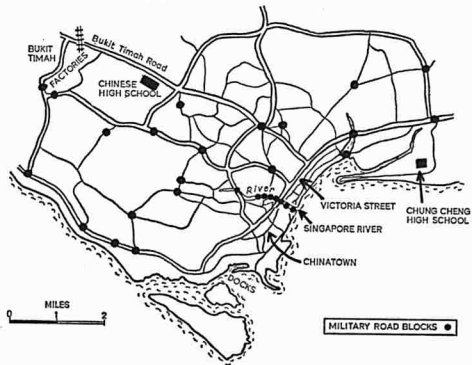 BUKIT
TIMAH
FACTORIES
Bukit Timah Road
CHINESE
HIGH SCHOOL
River
VICTORIA STREET
SINGAPORE RIVER
CHUNG CHENG
HIGH SCHOOL
CHINATOWN
DOCKS
MILES
0 1 2
MILITARY ROAD BLOCKS